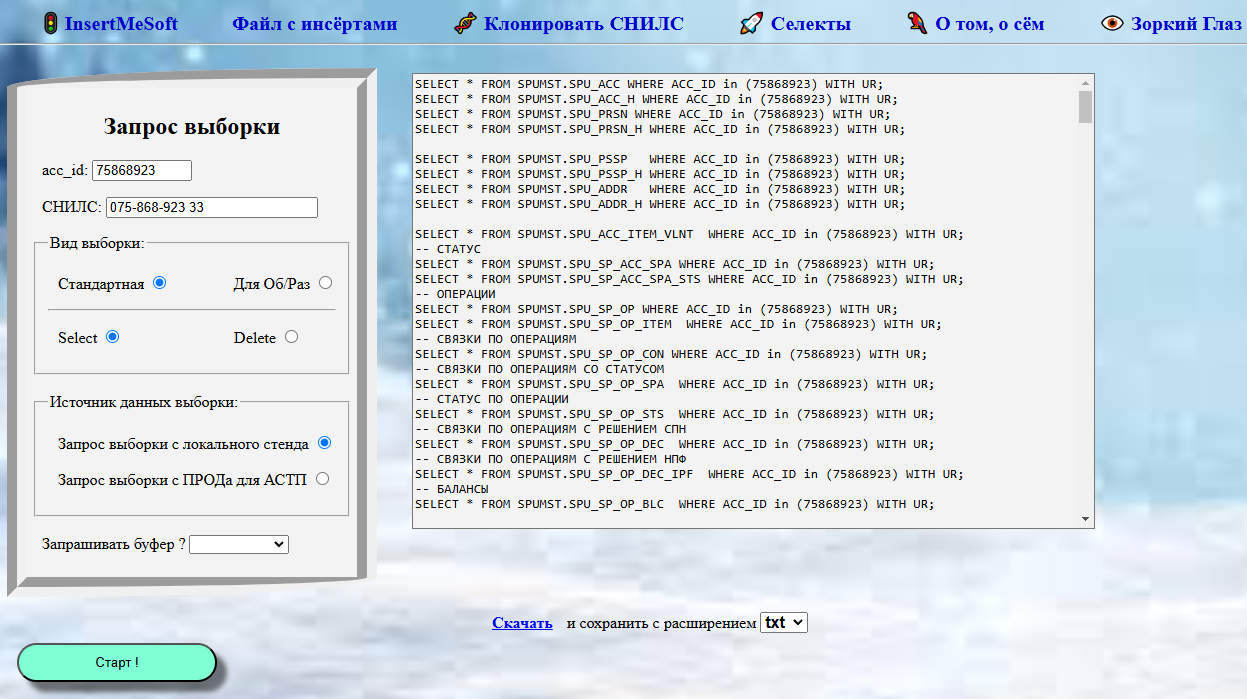 InsertMeSoft Файл с инсёртами Клонировать СНИЛС Селекты О том, о сём Зоркий Глаз
Запрос выборки
acc_id: 75868923
СНИЛС: 075-868-923 33
Вид выборки:
Стандартная Для Об/Раз
Select Delete
Источник данных выборки:
Запрос выборки с локального стенда
Запрос выборки с ПРОДа для АСТП
Запрашивать буфер ?
Старт !
SELECT * FROM SPUMST.SPU_ACC WHERE ACC_ID in (75868923) WITH UR;
SELECT * FROM SPUMST.SPU_ACC_H WHERE ACC_ID in (75868923) WITH UR;
SELECT * FROM SPUMST.SPU_PRSN WHERE ACC_ID in (75868923) WITH UR;
SELECT * FROM SPUMST.SPU_PRSN_H WHERE ACC_ID in (75868923) WITH UR;
SELECT * FROM SPUMST.SPU_PSSP   WHERE ACC_ID in (75868923) WITH UR;
SELECT * FROM SPUMST.SPU_PSSP_H WHERE ACC_ID in (75868923) WITH UR;
SELECT * FROM SPUMST.SPU_ADDR   WHERE ACC_ID in (75868923) WITH UR;
SELECT * FROM SPUMST.SPU_ADDR_H WHERE ACC_ID in (75868923) WITH UR;
SELECT * FROM SPUMST.SPU_ACC_ITEM_VLNT  WHERE ACC_ID in (75868923) WITH UR;
-- СТАТУС
SELECT * FROM SPUMST.SPU_SP_ACC_SPA WHERE ACC_ID in (75868923) WITH UR;
SELECT * FROM SPUMST.SPU_SP_ACC_SPA_STS WHERE ACC_ID in (75868923) WITH UR;
-- ОПЕРАЦИИ
SELECT * FROM SPUMST.SPU_SP_OP WHERE ACC_ID in (75868923) WITH UR;
SELECT * FROM SPUMST.SPU_SP_OP_ITEM  WHERE ACC_ID in (75868923) WITH UR;
-- СВЯЗКИ ПО ОПЕРАЦИЯМ
SELECT * FROM SPUMST.SPU_SP_OP_CON WHERE ACC_ID in (75868923) WITH UR;
-- СВЯЗКИ ПО ОПЕРАЦИЯМ СО СТАТУСОМ
SELECT * FROM SPUMST.SPU_SP_OP_SPA  WHERE ACC_ID in (75868923) WITH UR;
-- СТАТУС ПО ОПЕРАЦИИ
SELECT * FROM SPUMST.SPU_SP_OP_STS  WHERE ACC_ID in (75868923) WITH UR;
-- СВЯЗКИ ПО ОПЕРАЦИЯМ С РЕШЕНИЕМ СПН
SELECT * FROM SPUMST.SPU_SP_OP_DEC  WHERE ACC_ID in (75868923) WITH UR;
-- СВЯЗКИ ПО ОПЕРАЦИЯМ С РЕШЕНИЕМ НПФ
SELECT * FROM SPUMST.SPU_SP_OP_DEC_IPF  WHERE ACC_ID in (75868923) WITH UR;
-- БАЛАНСЫ
SELECT * FROM SPUMST.SPU_SP_OP_BLC  WHERE ACC_ID in (75868923) WITH UR;
Скачать и сохранить с расширением txt